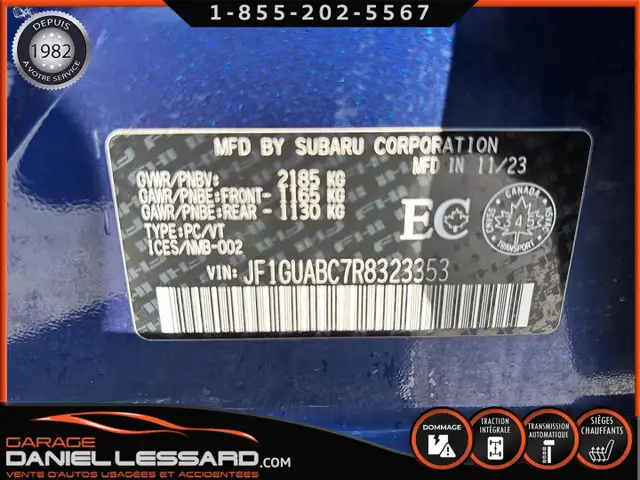 1-855-202-5567
DEPUIS
1982
À VOTRE SERVICE
MFD BY SUBARU CORPORATION
MFD IN 11/23
GVWR/PNBV: 2185 KG
GAWR/PNBE:FRONT- 1165 KG
GAWR/PNBE:REAR - 1130 KG
TYPE:PC/VT
ICES/NMB-002
EC
CANADA
4
VIN: JF1GUABC7R8323353
GARAGE
DANIEL LESSARD.COM
VENTE D'AUTOS USAGÉES ET ACCIDENTÉES
DOMMAGE
TRACTION
INTÉGRALE
TRANSMISSION
AUTOMATIQUE
SIÈGES
CHAUFFANTS